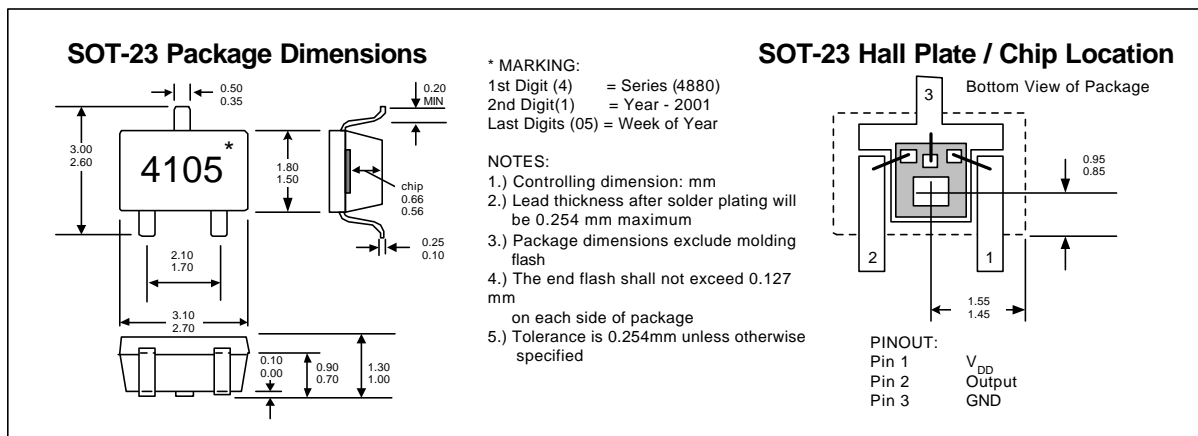 SOT-23 Package Dimensions
0.50
0.35
3.00
2.60
4105*
1.80
1.50
2.10
1.70
3.10
2.70
0.10
0.00
0.90
0.70
1.30
1.00
0.20
MIN
chip
0.66
0.56
0.25
0.10
* MARKING:
1st Digit (4) = Series (4880)
2nd Digit(1) = Year - 2001
Last Digits (05) = Week of Year
NOTES:
1.) Controlling dimension: mm
2.) Lead thickness after solder plating will
be 0.254 mm maximum
3.) Package dimensions exclude molding
flash
4.) The end flash shall not exceed 0.127
mm
on each side of package
5.) Tolerance is 0.254mm unless otherwise
specified
SOT-23 Hall Plate / Chip Location
Bottom View of Package
3
2
1
0.95
0.85
1.55
1.45
PINOUT:
Pin 1 VDD
Pin 2 Output
Pin 3 GND